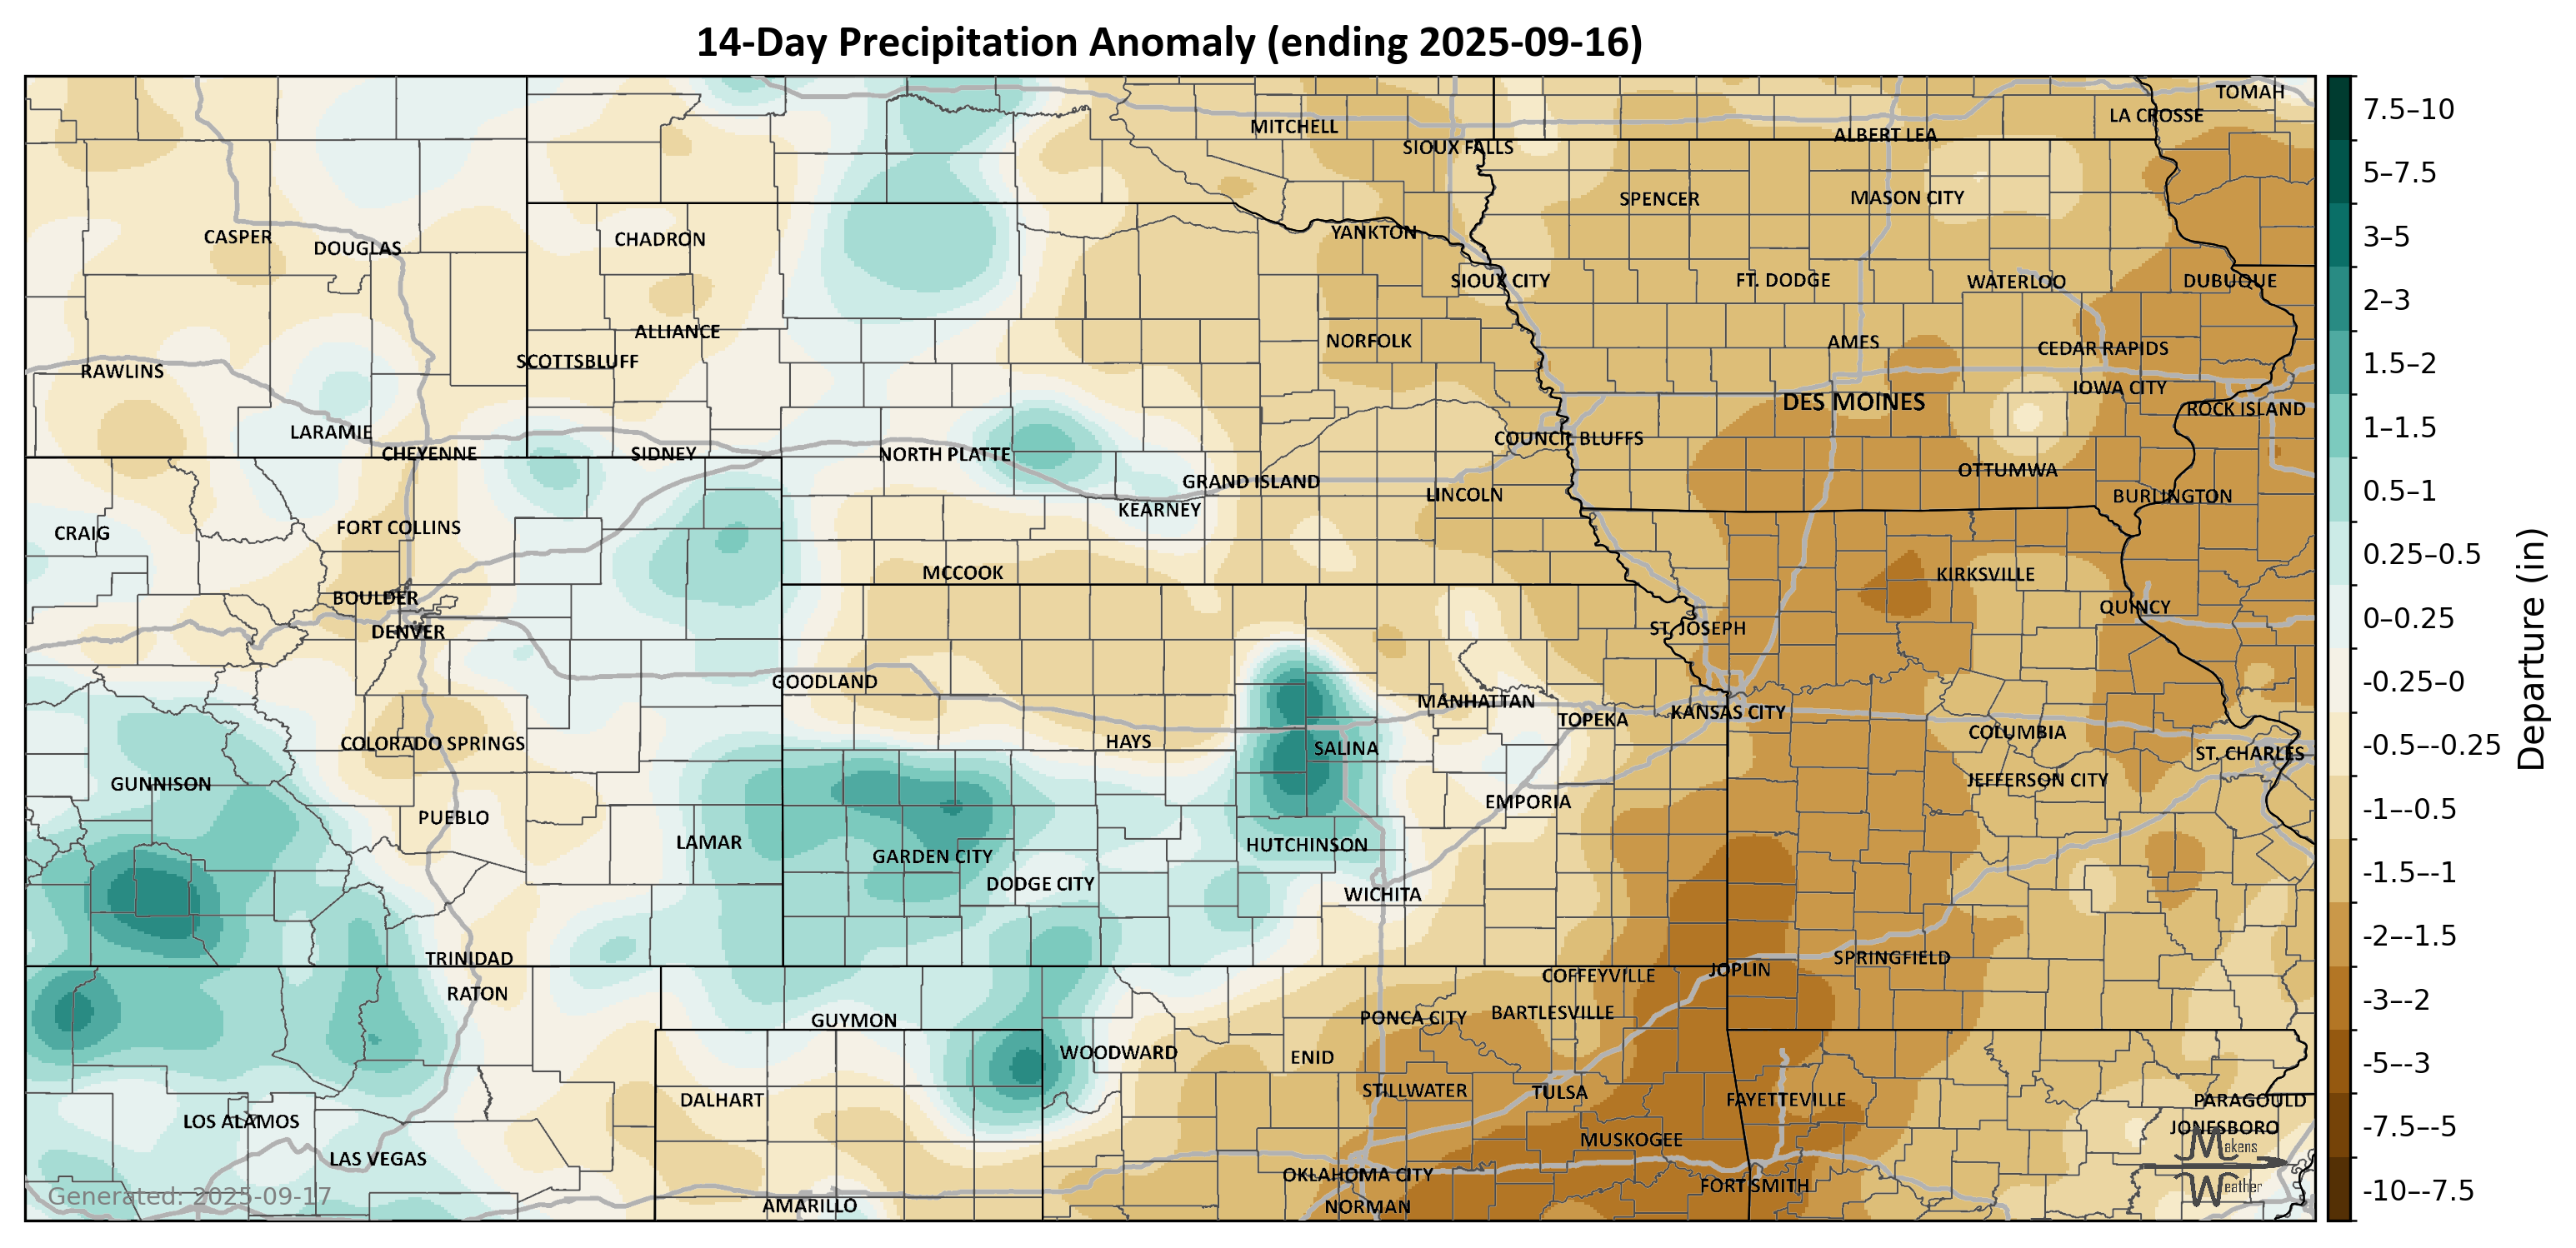 14-Day Precipitation Anomaly (ending 2025-09-16)
TOMAH
LA CROSSE
MITCHELL
ALBERT LEA
SIOUX FALLS
SPENCER
MASON CITY
YANKTON
CASPER
DOUGLAS
CHADRON
SIOUX CITY
FT. DODGE
WATERLOO
DUBUQUE
ALLIANCE
NORFOLK
AMES
CEDAR RAPIDS
SCOTTSBLUFF
RAWLINS
IOWA CITY
DES MOINES
ROCK ISLAND
LARAMIE
COUNCIL BLUFFS
CHEYENNE
SIDNEY
NORTH PLATTE
OTTUMWA
GRAND ISLAND
LINCOLN
BURLINGTON
KEARNEY
CRAIG
FORT COLLINS
MCCOOK
KIRKSVILLE
BOULDER
QUINCY
DENVER
ST. JOSEPH
GOODLAND
MANHATTAN
TOPEKA
KANSAS CITY
COLORADO SPRINGS
HAYS
SALINA
COLUMBIA
ST. CHARLES
GUNNISON
JEFFERSON CITY
EMPORIA
PUEBLO
LAMAR
HUTCHINSON
GARDEN CITY
DODGE CITY
WICHITA
TRINIDAD
SPRINGFIELD
JOPLIN
COFFEYVILLE
RATON
GUYMON
PONCA CITY
BARTLESVILLE
WOODWARD
ENID
STILLWATER
TULSA
DALHART
FAYETTEVILLE
PARAGOULD
LOS ALAMOS
JONESBORO
MUSKOGEE
LAS VEGAS
OKLAHOMA CITY
FORT SMITH
AMARILLO
NORMAN
Generated: 2025-09-17
Makens
Weather
7.5–10
5–7.5
3–5
2–3
1.5–2
1–1.5
0.5–1
0.25–0.5
0–0.25
-0.25–0
-0.5–-0.25
-1–-0.5
-1.5–-1
-2–-1.5
-3–-2
-5–-3
-7.5–-5
-10–-7.5
Departure (in)